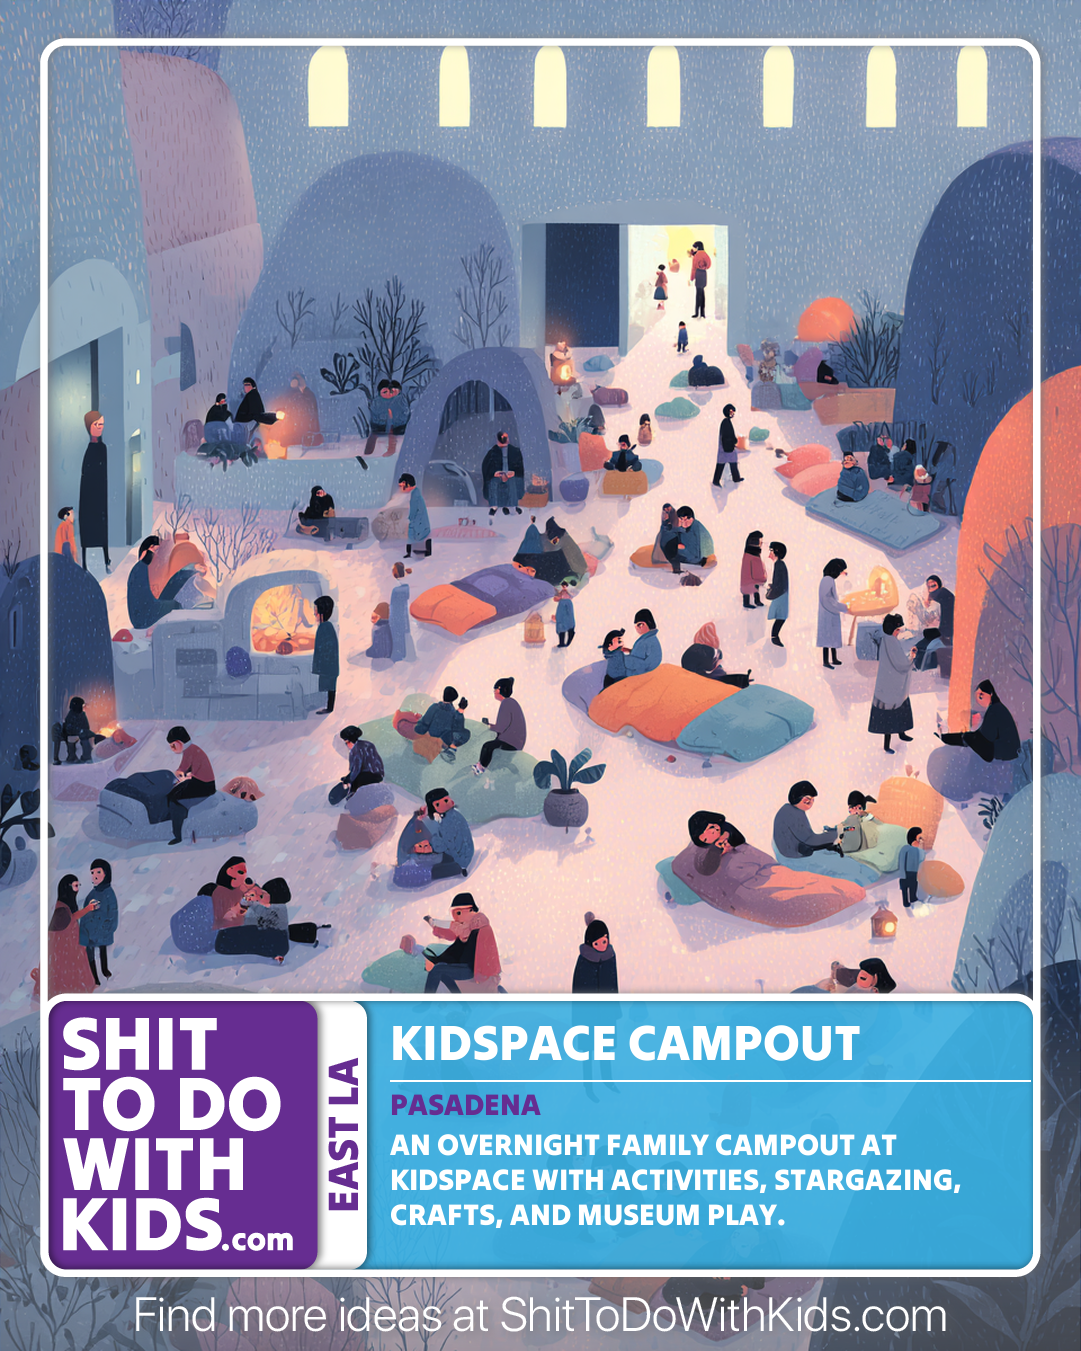 SHIT
TO DO
WITH
KIDS.com
EAST LA
KIDSPACE CAMPOUT
PASADENA
AN OVERNIGHT FAMILY CAMPOUT AT
KIDSPACE WITH ACTIVITIES, STARGAZING,
CRAFTS, AND MUSEUM PLAY.
Find more ideas at ShitToDoWithKids.com